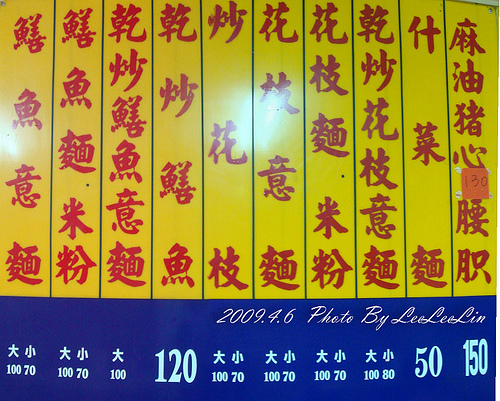 麻油猪心腰脤
130
什菜麵
乾炒花枝意麵
花枝麵米粉
花枝意麵
炒花枝
乾炒鱔魚
乾炒鱔魚意麵
鱔魚麵米粉
鱔魚意麵
2009.4.6 Photo By LeeLeeLin
大 小 大 小 大 大 小 大 小 大 小 大 小
100 70 100 70 100 120 100 70 100 70 100 70 100 80 50 150